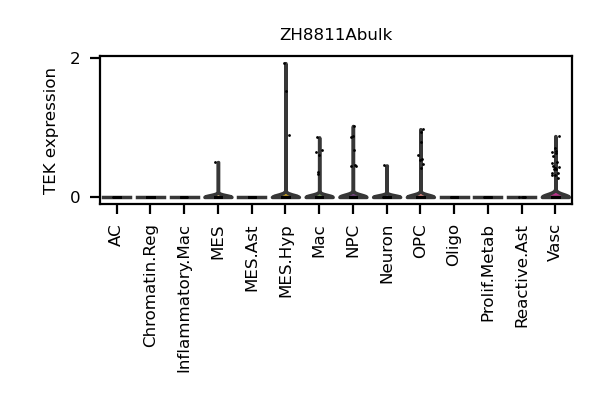 ZH8811Abulk
TEK expression
2
0
AC
Chromatin.Reg
Inflammatory.Mac
MES
MES.Ast
MES.Hyp
Mac
NPC
Neuron
OPC
Oligo
Prolif.Metab
Reactive.Ast
Vasc